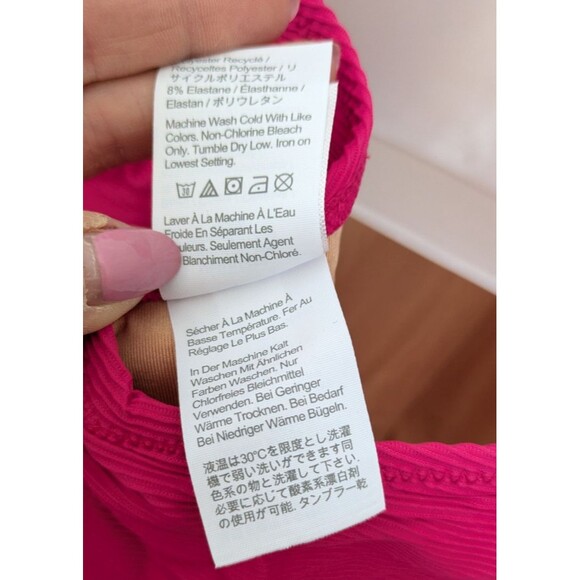 Polyester Recyclé /
Recyceltes Polyester / リ
サイクルポリエステル
8% Elastane / Élasthanne /
Elastan / ポリウレタン
Machine Wash Cold With Like
Colors. Non-Chlorine Bleach
Only. Tumble Dry Low. Iron on
Lowest Setting.
30
Laver À La Machine À L'Eau
Froide En Séparant Les
Couleurs. Seulement Agent
Blanchiment Non-Chloré.
Sécher À La Machine À
Basse Température. Fer Au
Réglage Le Plus Bas.
In Der Maschine Kalt
Waschen Mit Ähnlichen
Farben Waschen. Nur
Chlorfreies Bleichmittel
Verwenden. Bei Geringer
Wärme Trocknen. Bei Bedarf
Bei Niedriger Wärme Bügeln.
液温は30℃を限度とし洗濯
機で弱い洗いができます同
色系の物と洗濯して下さい.
必要に応じて酸素系漂白剤
の使用が可能. タンブラー乾